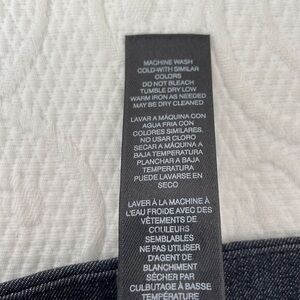 MACHINE WASH
COLD WITH SIMILAR
COLORS
DO NOT BLEACH
TUMBLE DRY LOW
WARM IRON AS NEEDED
MAY BE DRY CLEANED
LAVAR A MÁQUINA CON
AGUA FRIA CON
COLORES SIMILARES.
NO USAR CLORO
SECAR A MÁQUINA A
BAJA TEMPERATURA
PLANCHAR A BAJA
TEMPERATURA
PUEDE LAVARSE EN
SECO
LAVER À LA MACHINE À
L'EAU FROIDE AVEC DES
VÊTEMENTS DE
COULEURS
SEMBLABLES
NE PAS UTILISER
D'AGENT DE
BLANCHIMENT
SÉCHER PAR
CULBUTAGE À BASSE
TEMPÉRATURE